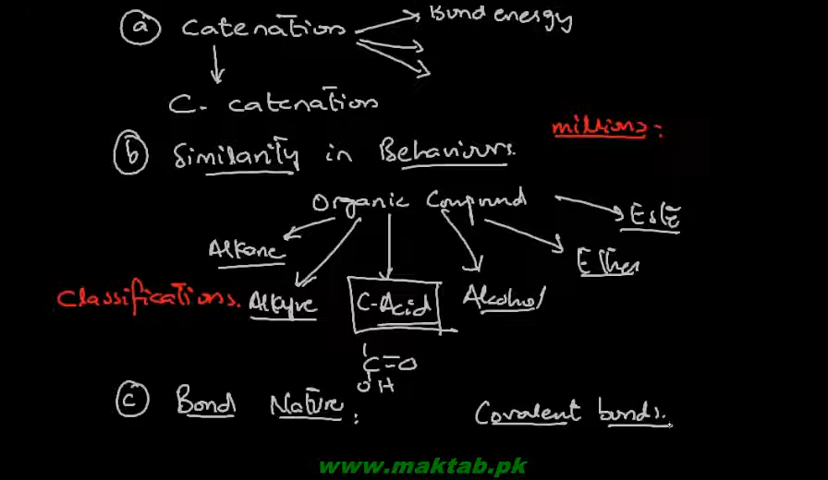 a Catenation Bond energy
C- catenation
b Similarity in Behaviours. millions:
Organic Compound
Este
Alkane
Ether
Classifications. Alkyne C-Acid Alcohol
C=O
OH
c Bond Nature: Covalent bonds.
www.maktab.pk